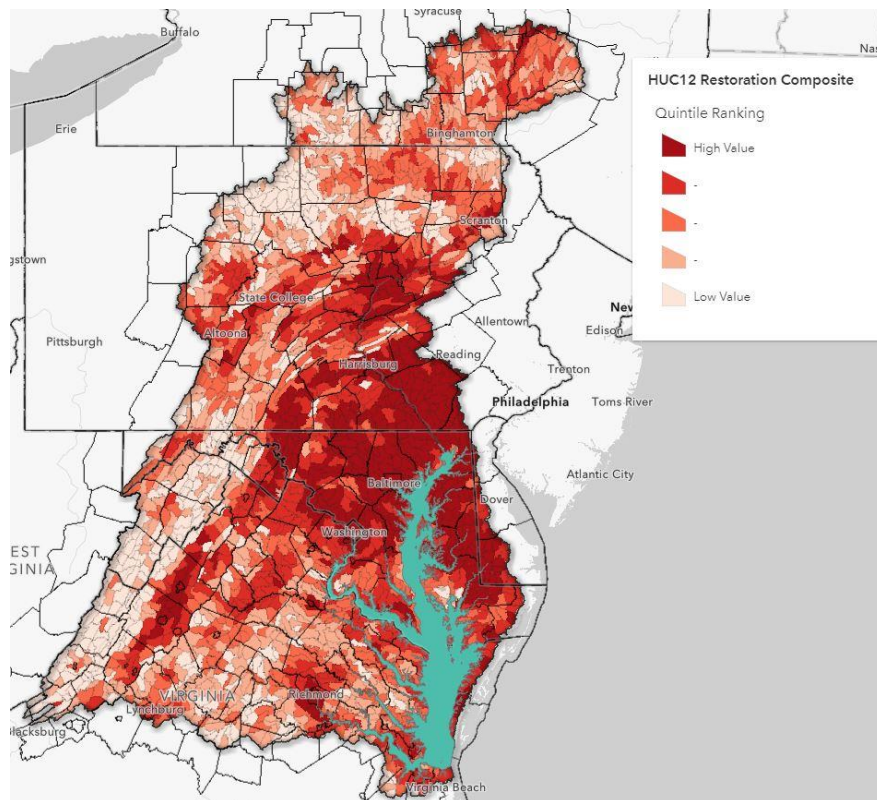 Syracuse
Buffalo
Nas
HUC12 Restoration Composite
Quintile Ranking
High Value
-
-
-
Low Value
Erie
Binghamton
Scranton
gstown
State College
New
Allentown
Edison
Altoona
Pittsburgh
Harrisburg
Reading
Trenton
Philadelphia
Toms River
Atlantic City
Baltimore
Dover
Washington
EST
GINIA
VIRGINIA
Richmond
Lynchburg
Blacksburg
Virginia Beach